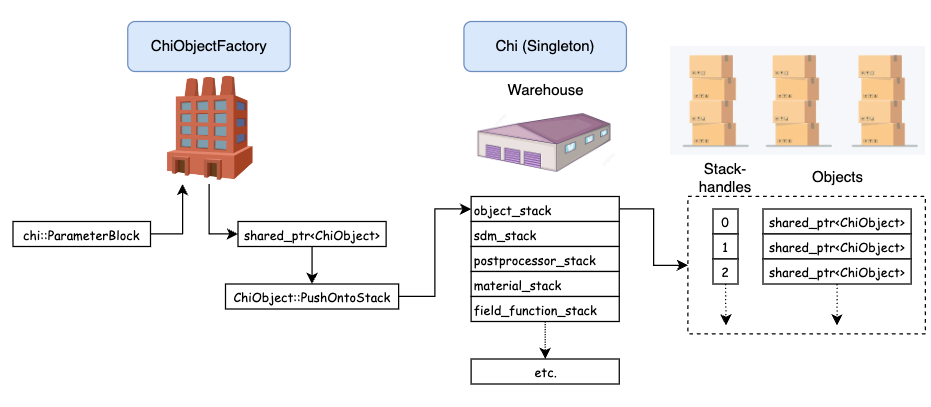 ChiObjectFactory
Chi (Singleton)
Warehouse
Stack-
handles
Objects
chi::ParameterBlock
shared_ptr<ChiObject>
ChiObject::PushOntoStack
object_stack
sdm_stack
postprocessor_stack
material_stack
field_function_stack
etc.
0
shared_ptr<ChiObject>
1
shared_ptr<ChiObject>
2
shared_ptr<ChiObject>